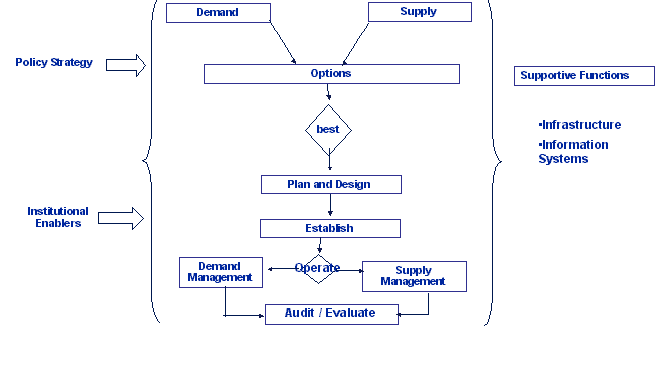 Demand
Supply
Policy Strategy
Options
Supportive Functions
best
•Infrastructure
•Information
Systems
Plan and Design
Institutional
Enablers
Establish
Operate
Demand
Management
Supply
Management
Audit / Evaluate